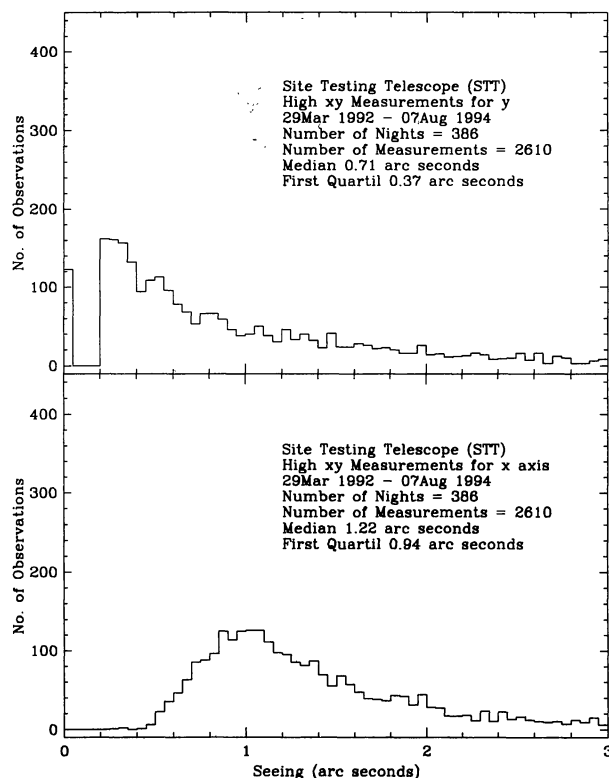 400
Site Testing Telescope (STT)
High xy Measurements for y
29Mar 1992 – 07Aug 1994
Number of Nights = 386
Number of Measurements = 2610
Median 0.71 arc seconds
First Quartil 0.37 arc seconds
300
200
100
0
No. of Observations
400
Site Testing Telescope (STT)
High xy Measurements for x axis
29Mar 1992 – 07Aug 1994
Number of Nights = 386
Number of Measurements = 2610
Median 1.22 arc seconds
First Quartil 0.94 arc seconds
300
200
100
0
No. of Observations
0 1 2 3
Seeing (arc seconds)